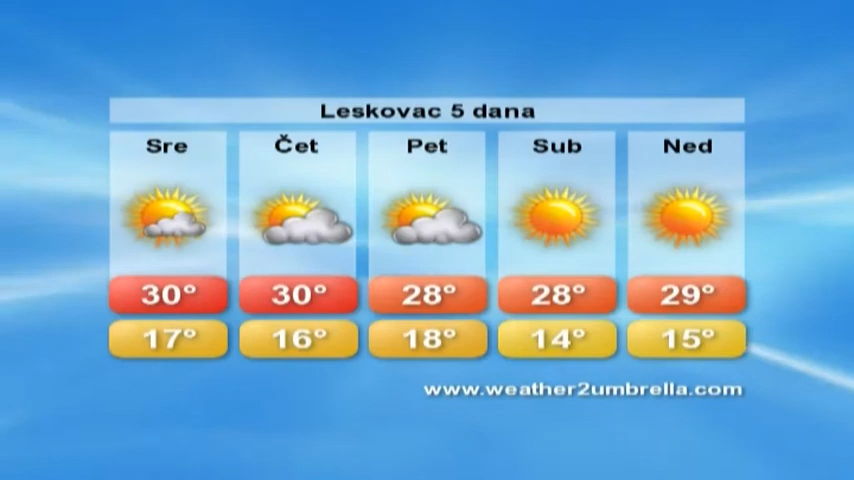 Leskovac 5 dana
Sre Čet Pet Sub Ned
30° 30° 28° 28° 29°
17° 16° 18° 14° 15°
www.weather2umbrella.com